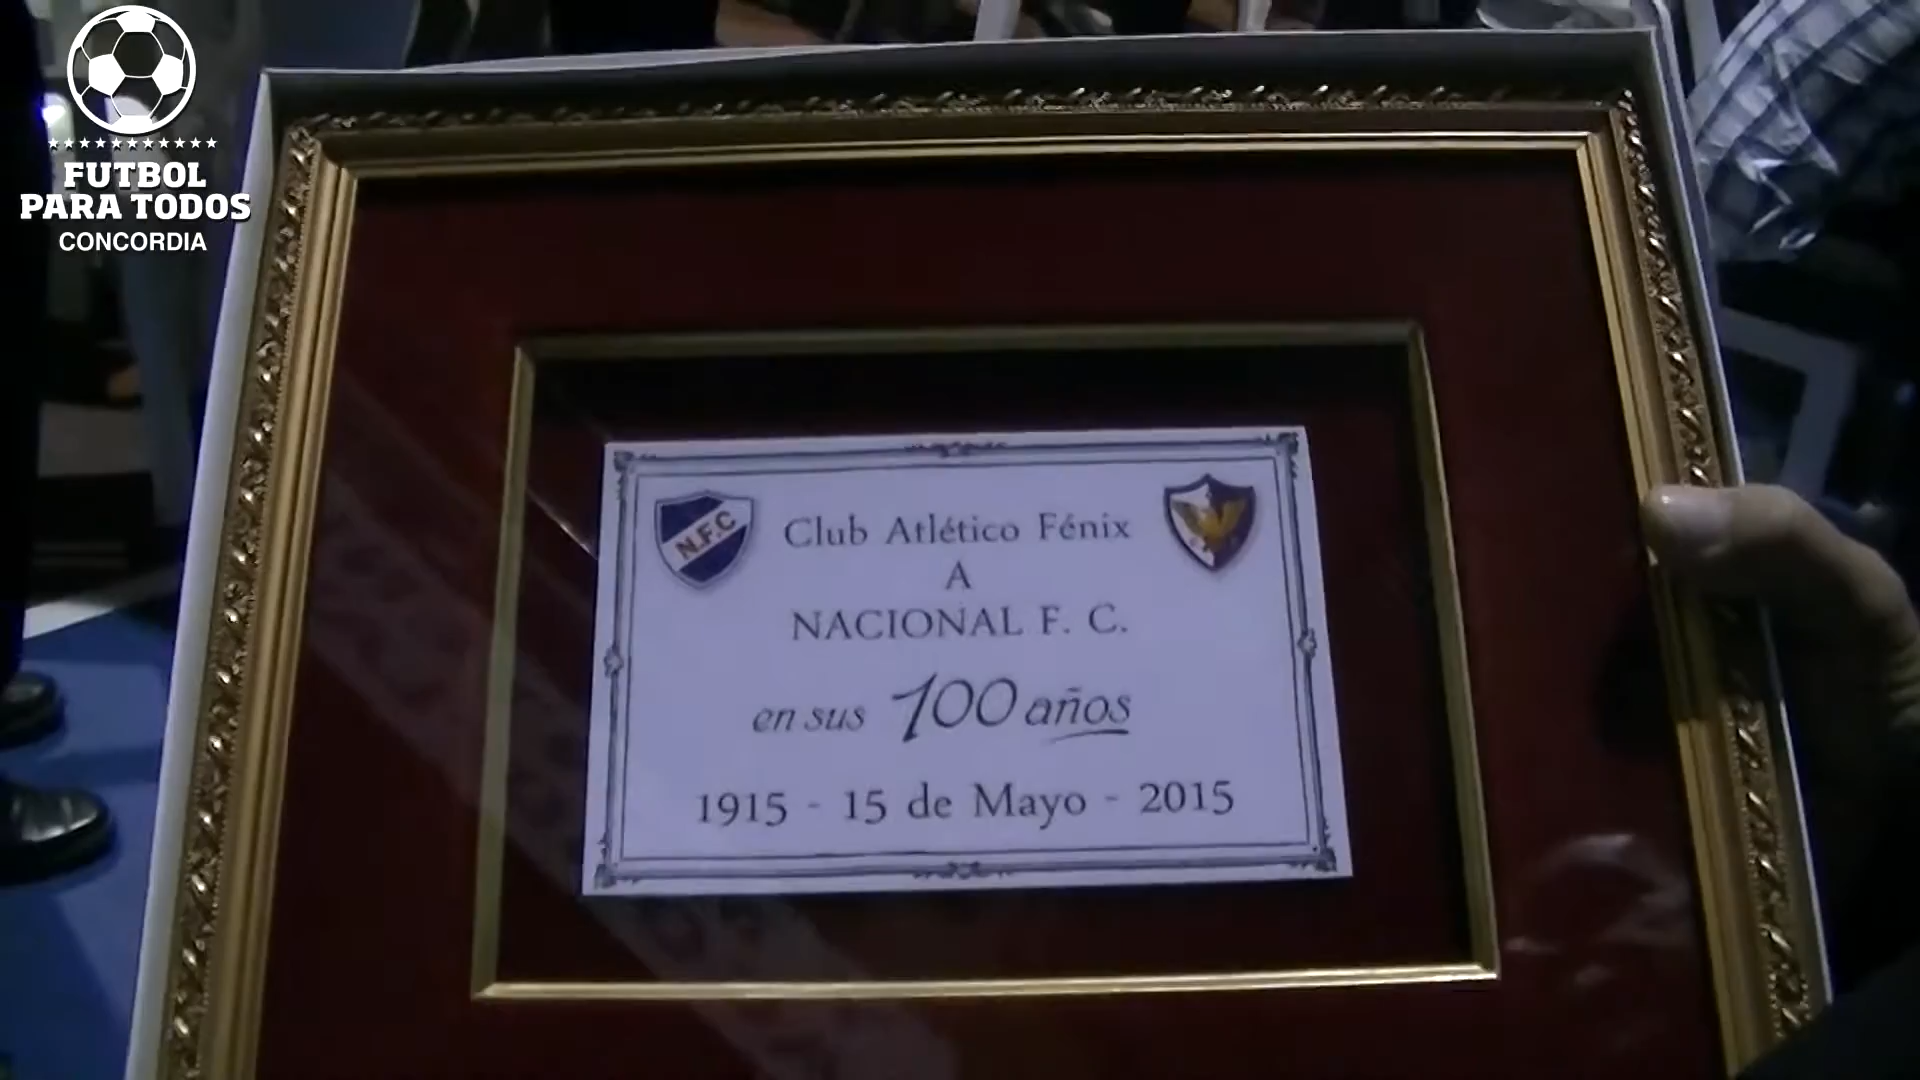 FUTBOL
PARA TODOS
CONCORDIA
N.F.C
Club Atlético Fénix
A
NACIONAL F. C.
en sus 100 años
1915 - 15 de Mayo - 2015